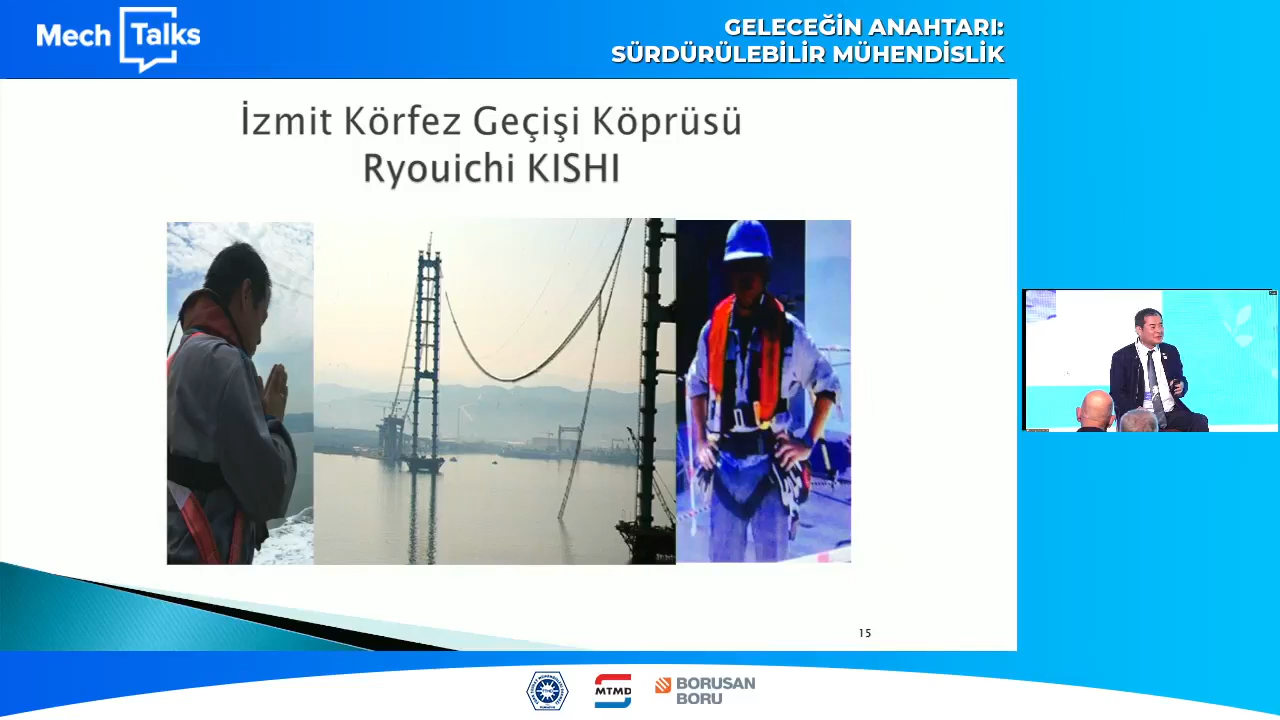 Mech Talks
GELECEĞİN ANAHTARI:
SÜRDÜRÜLEBİLİR MÜHENDİSLİK
İzmit Körfez Geçişi Köprüsü
Ryouichi KISHI
15
MTMD
BORUSAN
BORU